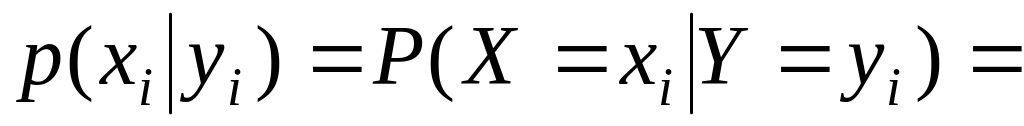 p(x_i|y_i) = P(X = x_i|Y = y_i) =